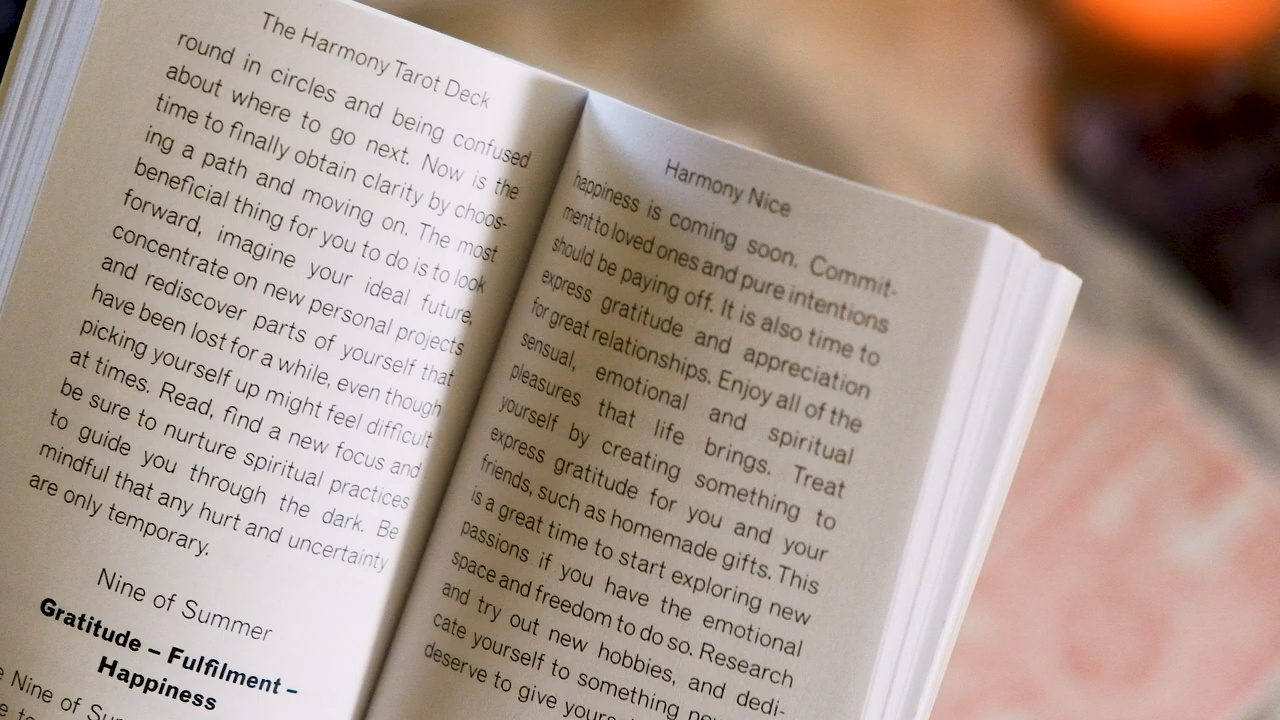 The Harmony Tarot Deck
round in circles and being confused
about where to go next. Now is the
time to finally obtain clarity by choos-
ing a path and moving on. The most
beneficial thing for you to do is to look
forward, imagine your ideal future,
concentrate on new personal projects
and rediscover parts of yourself that
have been lost for a while, even though
picking yourself up might feel difficult
at times. Read, find a new focus and
be sure to nurture spiritual practices
to guide you through the dark. Be
mindful that any hurt and uncertainty
are only temporary.
Nine of Summer
Gratitude – Fulfilment –
Happiness
Nine of
Harmony Nice
happiness is coming soon. Commit-
ment to loved ones and pure intentions
should be paying off. It is also time to
express gratitude and appreciation
for great relationships. Enjoy all of the
sensual, emotional and spiritual
pleasures that life brings. Treat
yourself by creating something to
express gratitude for you and your
friends, such as homemade gifts. This
is a great time to start exploring new
passions if you have the emotional
space and freedom to do so. Research
and try out new hobbies, and dedi-
cate yourself to something
deserve to give